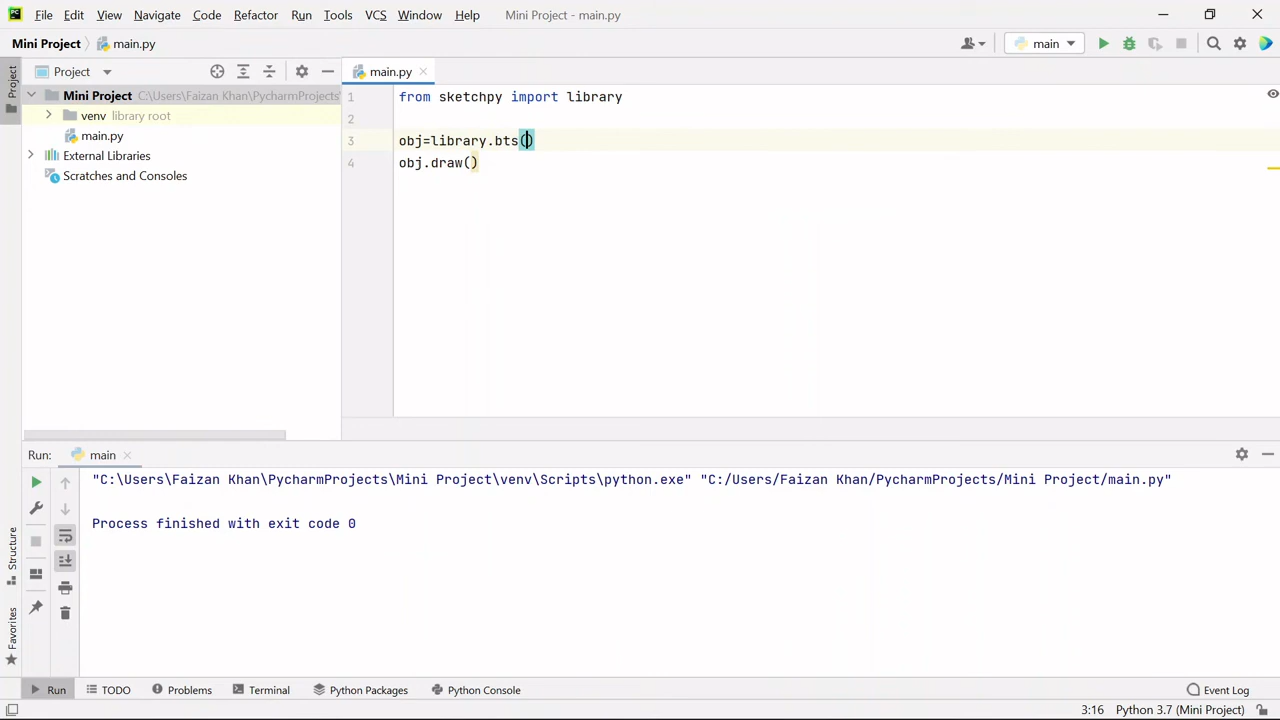 File Edit View Navigate Code Refactor Run Tools VCS Window Help Mini Project - main.py
Mini Project main.py main
Project main.py
Mini Project C:\Users\Faizan Khan\PycharmProjects
venv library root
main.py
External Libraries
Scratches and Consoles
1 from sketchpy import library
2
3 obj=library.bts()
4 obj.draw()
Project
Structure
Favorites
Run: main
"C:\Users\Faizan Khan\PycharmProjects\Mini Project\venv\Scripts\python.exe" "C:/Users/Faizan Khan/PycharmProjects/Mini Project/main.py"
Process finished with exit code 0
Run TODO Problems Terminal Python Packages Python Console Event Log
3:16 Python 3.7 (Mini Project)